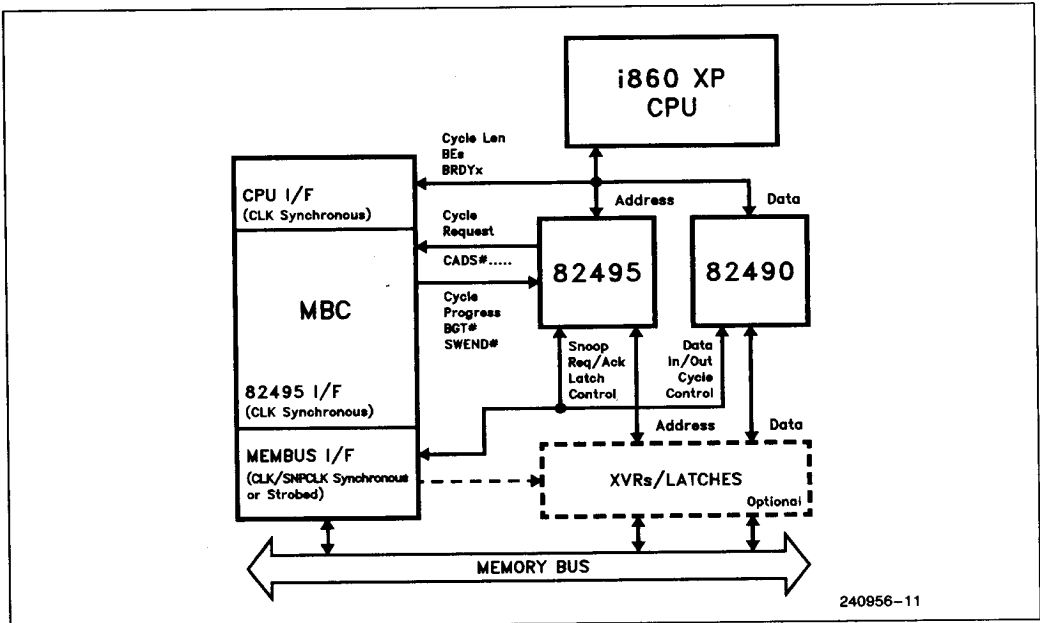 i860 XP
CPU
Cycle Len
BEs
BRDYx
CPU I/F
(CLK Synchronous)
Address
Data
Cycle
Request
CADS#.....
82495
82490
MBC
Cycle
Progress
BGT#
SWEND#
Snoop
Req/Ack
Latch
Control
Data
In/Out
Cycle
Control
82495 I/F
(CLK Synchronous)
Address
Data
MEMBUS I/F
(CLK/SNPCLK Synchronous
or Strobed)
XVRs/LATCHES
Optional
MEMORY BUS
240956-11